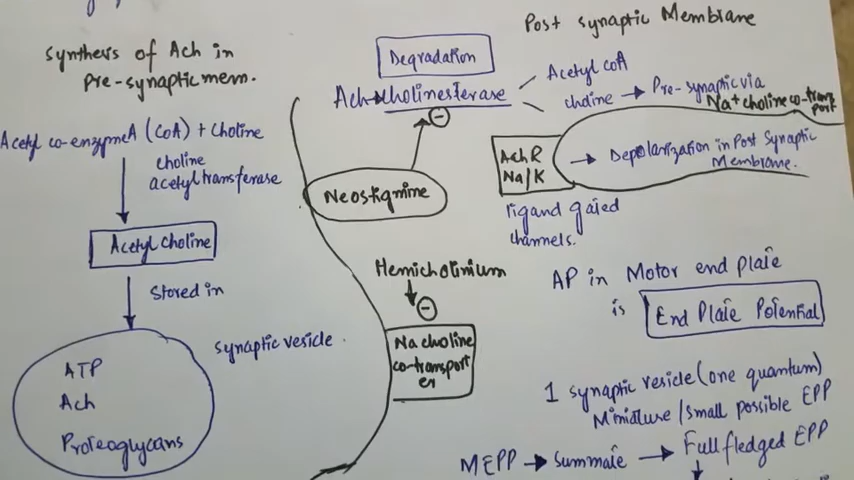 Synthesis of Ach in
Pre-synaptic mem.
Acetyl co-enzyme A (CoA) + Choline
choline
acetyltransferase
Acetyl choline
Stored in
synaptic vesicle
ATP
Ach
Proteoglycans
Degradation
Ach cholinesterase
Acetyl coA
choline → Pre-synaptic via
Na+ choline co-transport
Neostigmine
Hemicholinium
Na choline
co-transport
er
Post synaptic Membrane
AchR
Na/K
→ Depolarization in Post Synaptic
Membrane.
ligand gated
channels.
AP in Motor end plate
is End Plate Potential
1 synaptic vesicle (one quantum)
Miniature/small possible EPP
MEPP → Summate → Full fledged EPP